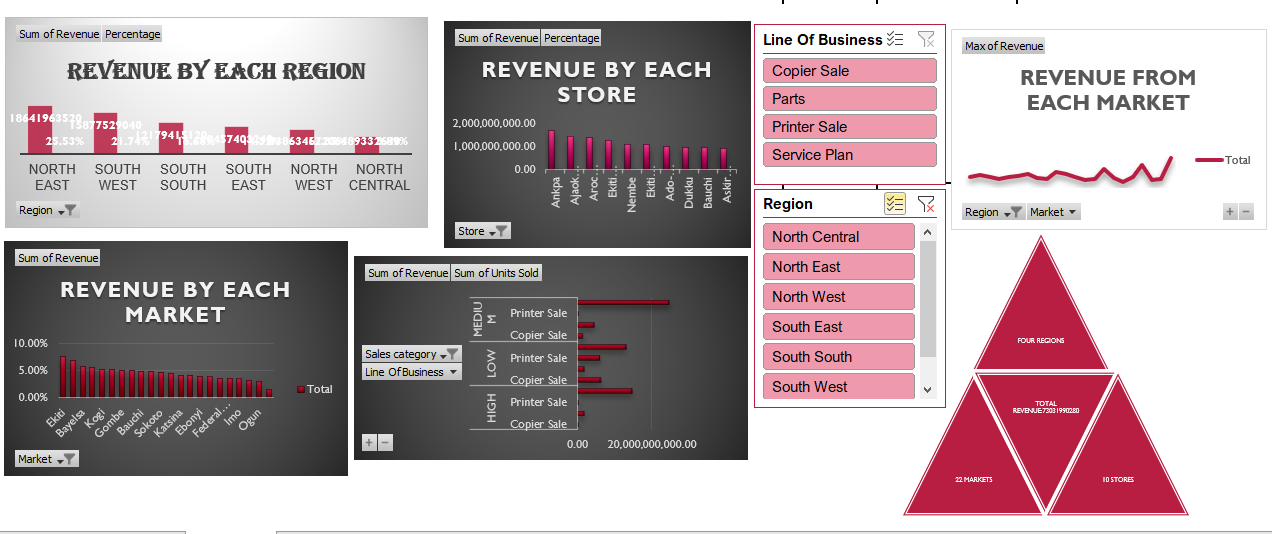 Sum of Revenue Percentage
REVENUE BY EACH REGION
18641963520
15877529040
25.53%
21.74%
NORTH EAST
SOUTH WEST
SOUTH SOUTH
SOUTH EAST
NORTH WEST
NORTH CENTRAL
Region
Sum of Revenue Percentage
REVENUE BY EACH
STORE
2,000,000,000.00
1,000,000,000.00
0.00
Ankpa
Ajaok...
Aroc...
Ekiti...
Nembe
Ekiti...
Ado-...
Dukku
Bauchi
Askir...
Store
Line Of Business
Copier Sale
Parts
Printer Sale
Service Plan
Region
North Central
North East
North West
South East
South South
South West
Max of Revenue
REVENUE FROM
EACH MARKET
Total
Region Market
+ −
Sum of Revenue
REVENUE BY EACH
MARKET
10.00%
5.00%
0.00%
Ekiti
Bayelsa
Kogi
Gombe
Bauchi
Sokoto
Katsina
Ebonyi
Federal...
Imo
Ogun
Total
Market
Sum of Revenue Sum of Units Sold
Sales category
Line Of Business
MEDIU
M
Printer Sale
Copier Sale
LOW
Printer Sale
Copier Sale
HIGH
Printer Sale
Copier Sale
0.00 20,000,000,000.00
+ −
FOUR REGIONS
TOTAL
REVENUE:73031990280
22 MARKETS
10 STORES